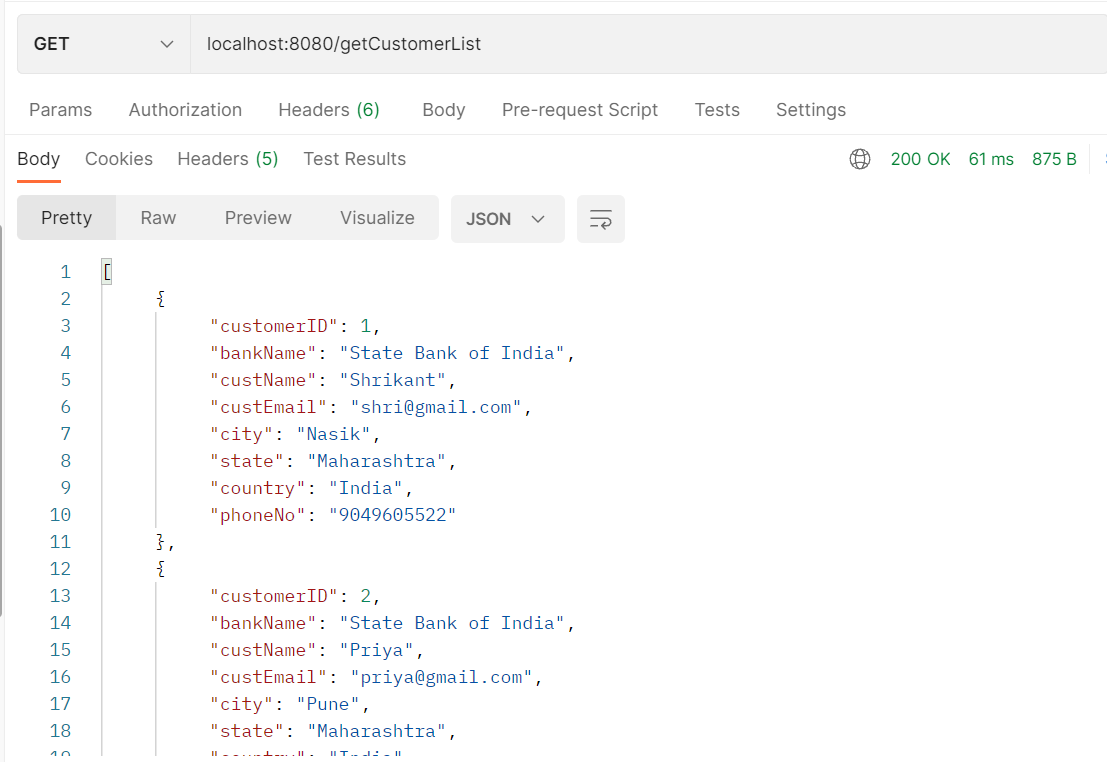 GET localhost:8080/getCustomerList
Params Authorization Headers (6) Body Pre-request Script Tests Settings
Body Cookies Headers (5) Test Results 200 OK 61 ms 875 B
Pretty Raw Preview Visualize JSON
1 [
2 {
3 "customerID": 1,
4 "bankName": "State Bank of India",
5 "custName": "Shrikant",
6 "custEmail": "shri@gmail.com",
7 "city": "Nasik",
8 "state": "Maharashtra",
9 "country": "India",
10 "phoneNo": "9049605522"
11 },
12 {
13 "customerID": 2,
14 "bankName": "State Bank of India",
15 "custName": "Priya",
16 "custEmail": "priya@gmail.com",
17 "city": "Pune",
18 "state": "Maharashtra",
19 "country": "India"